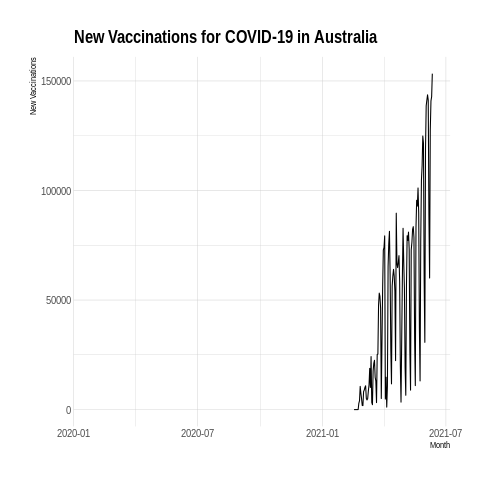 New Vaccinations for COVID-19 in Australia
New Vaccinations
150000
100000
50000
0
2020-01 2020-07 2021-01 2021-07
Month